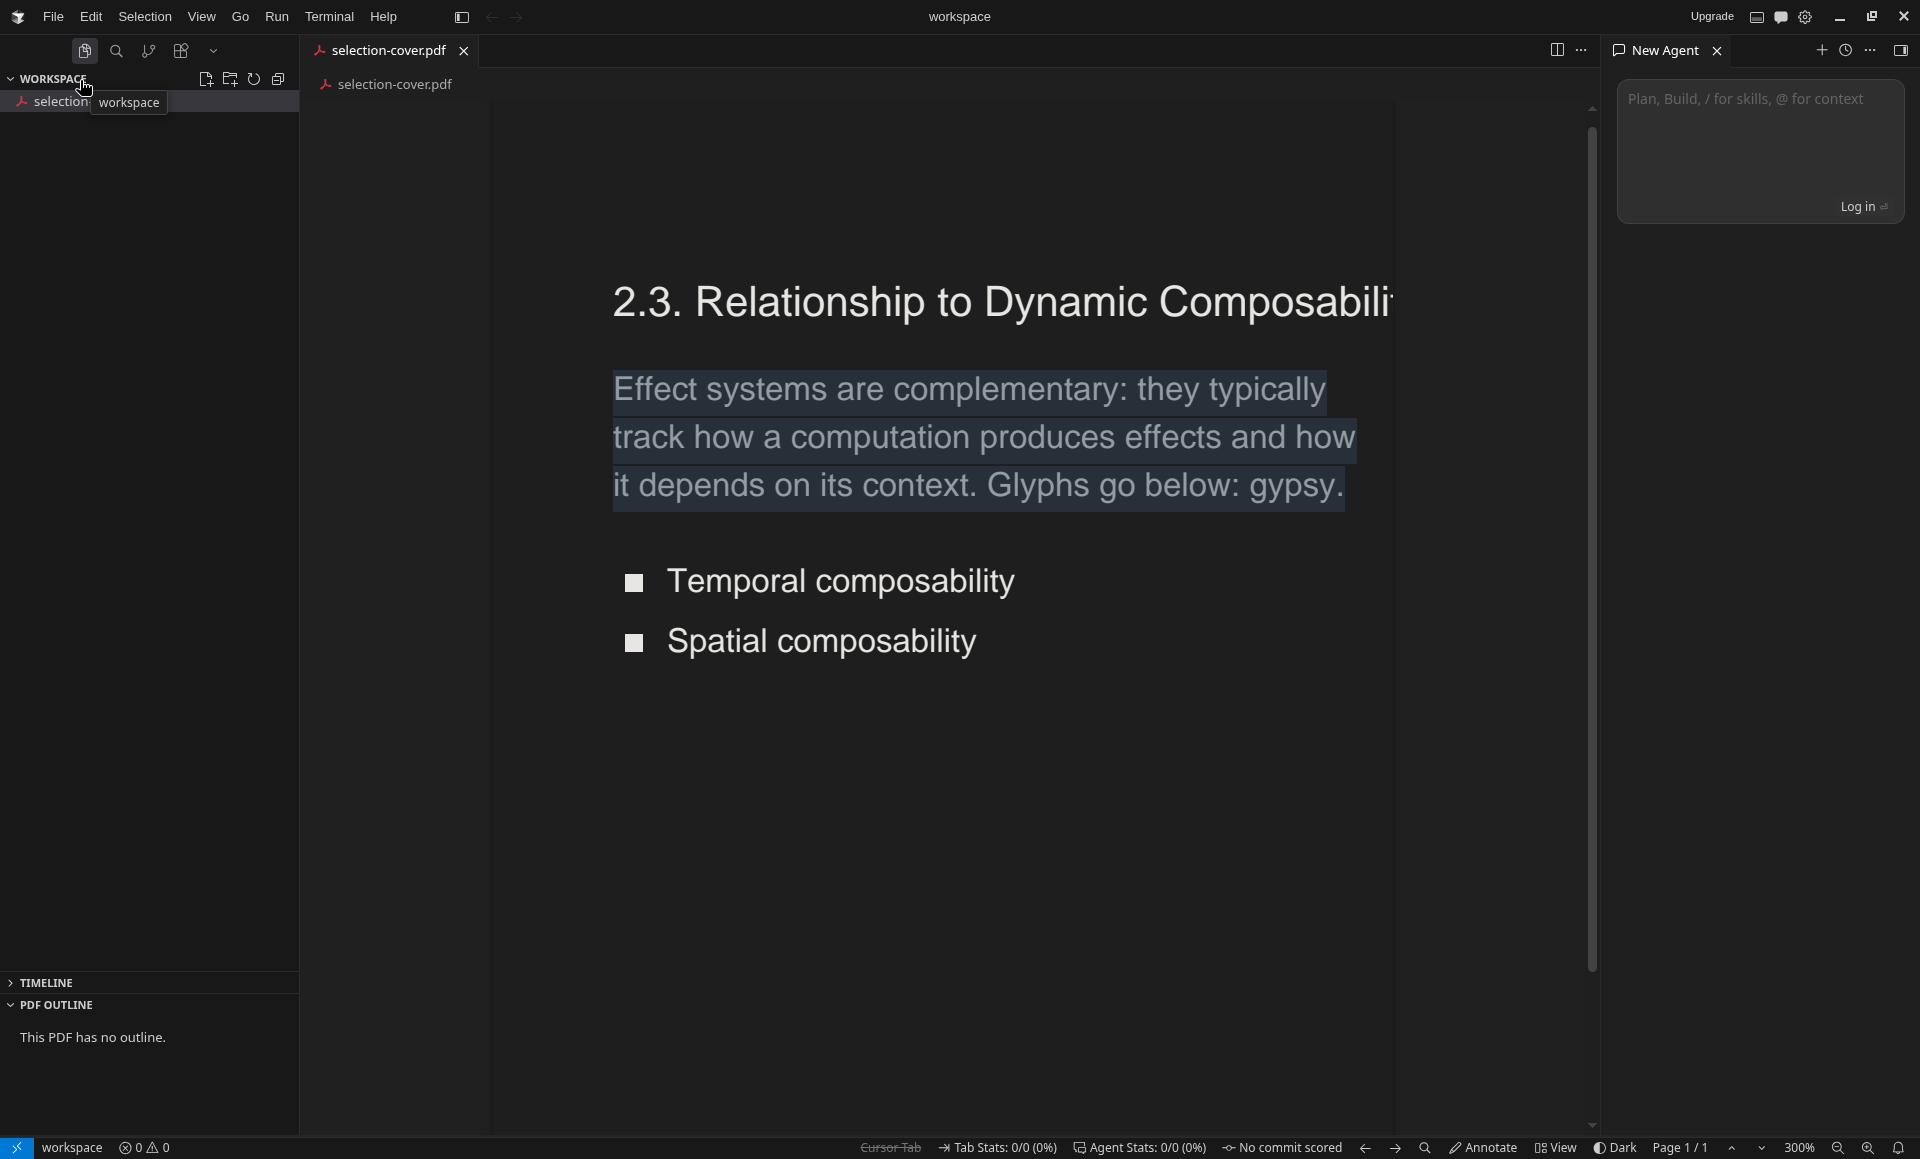 File Edit Selection View Go Run Terminal Help
workspace
Upgrade
selection-cover.pdf
New Agent
WORKSPACE
selection-
workspace
selection-cover.pdf
Plan, Build, / for skills, @ for context
Log in
2.3. Relationship to Dynamic Composabilit
Effect systems are complementary: they typically
track how a computation produces effects and how
it depends on its context. Glyphs go below: gypsy.
Temporal composability
Spatial composability
TIMELINE
PDF OUTLINE
This PDF has no outline.
workspace 0 0 Cursor Tab Tab Stats: 0/0 (0%) Agent Stats: 0/0 (0%) No commit scored Annotate View Dark Page 1 / 1 300%